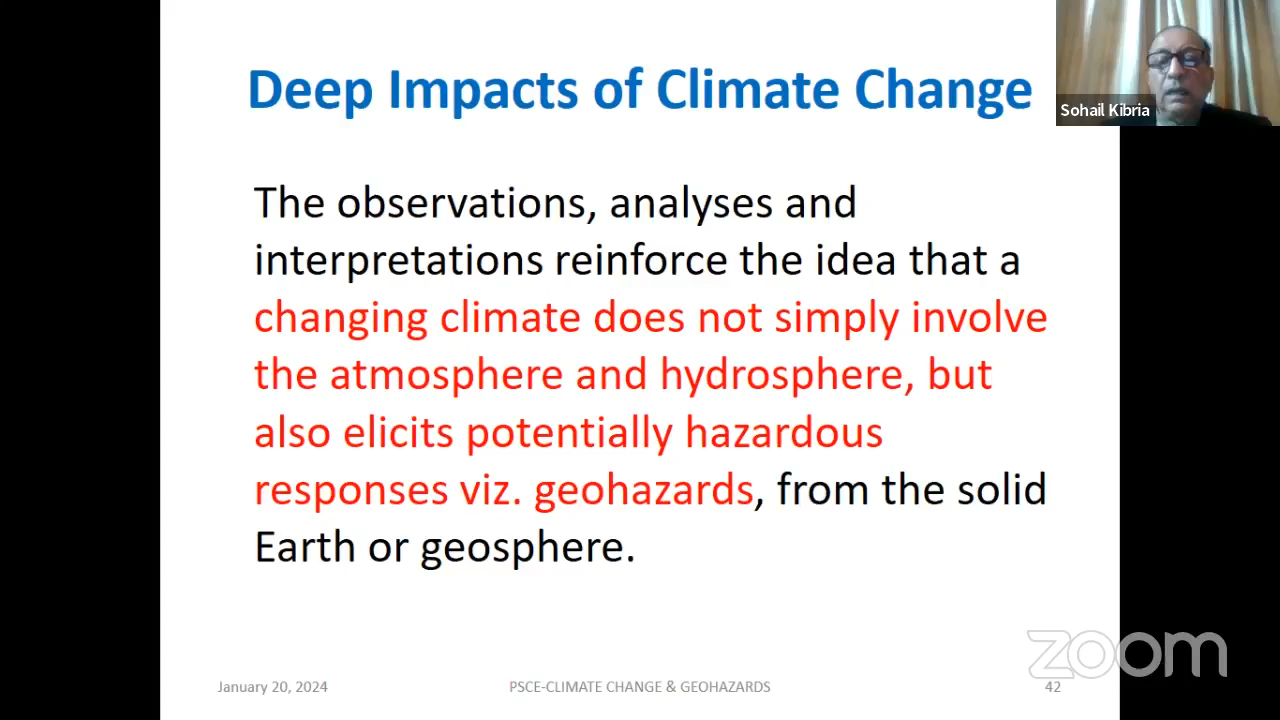 Deep Impacts of Climate Change
Sohail Kibria
The observations, analyses and
interpretations reinforce the idea that a
changing climate does not simply involve
the atmosphere and hydrosphere, but
also elicits potentially hazardous
responses viz. geohazards, from the solid
Earth or geosphere.
zoom
January 20, 2024
PSCE-CLIMATE CHANGE & GEOHAZARDS
42